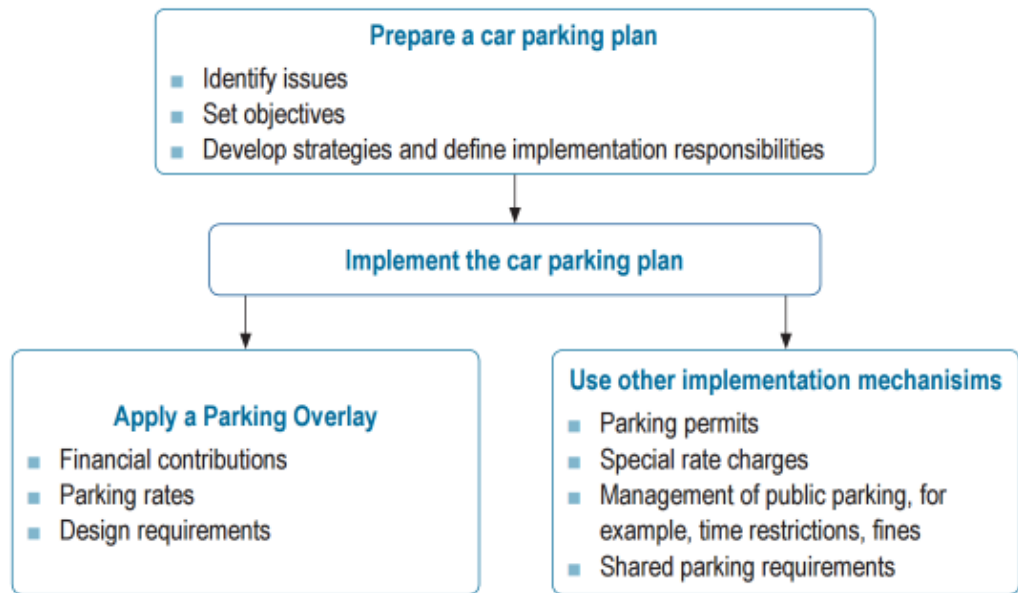 Prepare a car parking plan
Identify issues
Set objectives
Develop strategies and define implementation responsibilities
Implement the car parking plan
Apply a Parking Overlay
Financial contributions
Parking rates
Design requirements
Use other implementation mechanisims
Parking permits
Special rate charges
Management of public parking, for
example, time restrictions, fines
Shared parking requirements